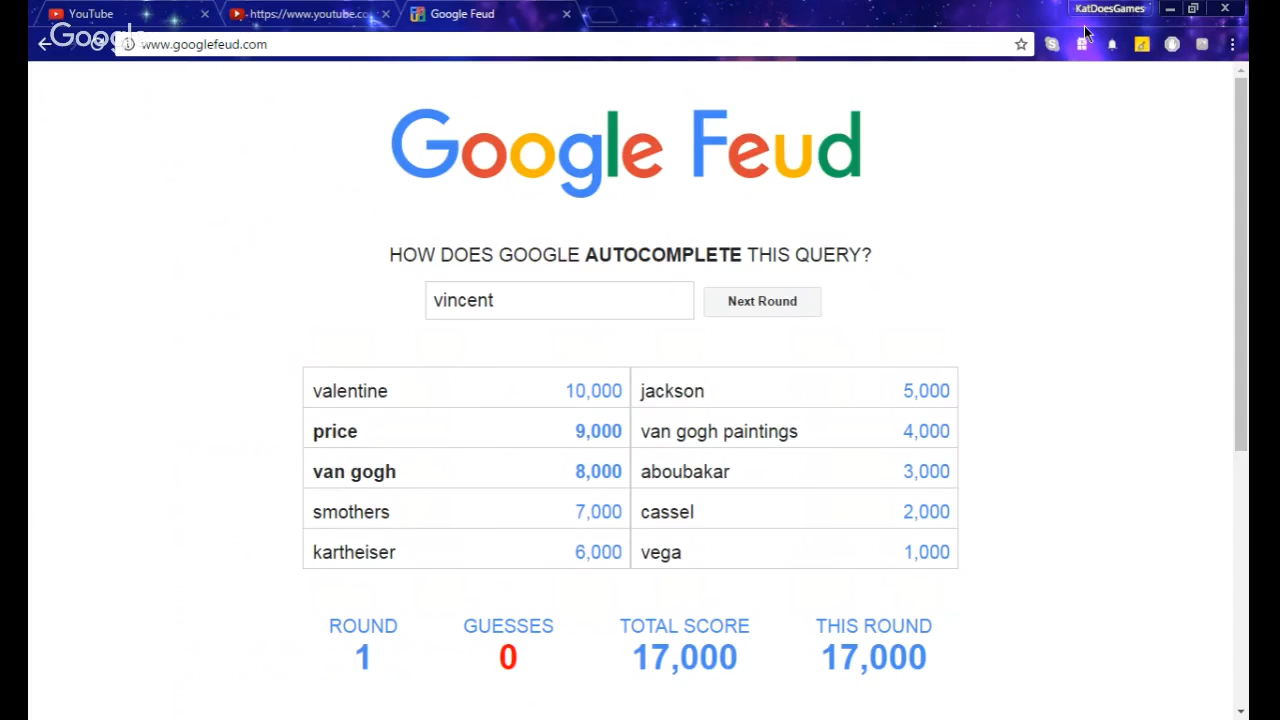 YouTube
https://www.youtube.co
Google Feud
KatDoesGames
Google
www.googlefeud.com
Google Feud
HOW DOES GOOGLE AUTOCOMPLETE THIS QUERY?
vincent
Next Round
valentine 10,000 jackson 5,000
price 9,000 van gogh paintings 4,000
van gogh 8,000 aboubakar 3,000
smothers 7,000 cassel 2,000
kartheiser 6,000 vega 1,000
ROUND GUESSES TOTAL SCORE THIS ROUND
1 0 17,000 17,000